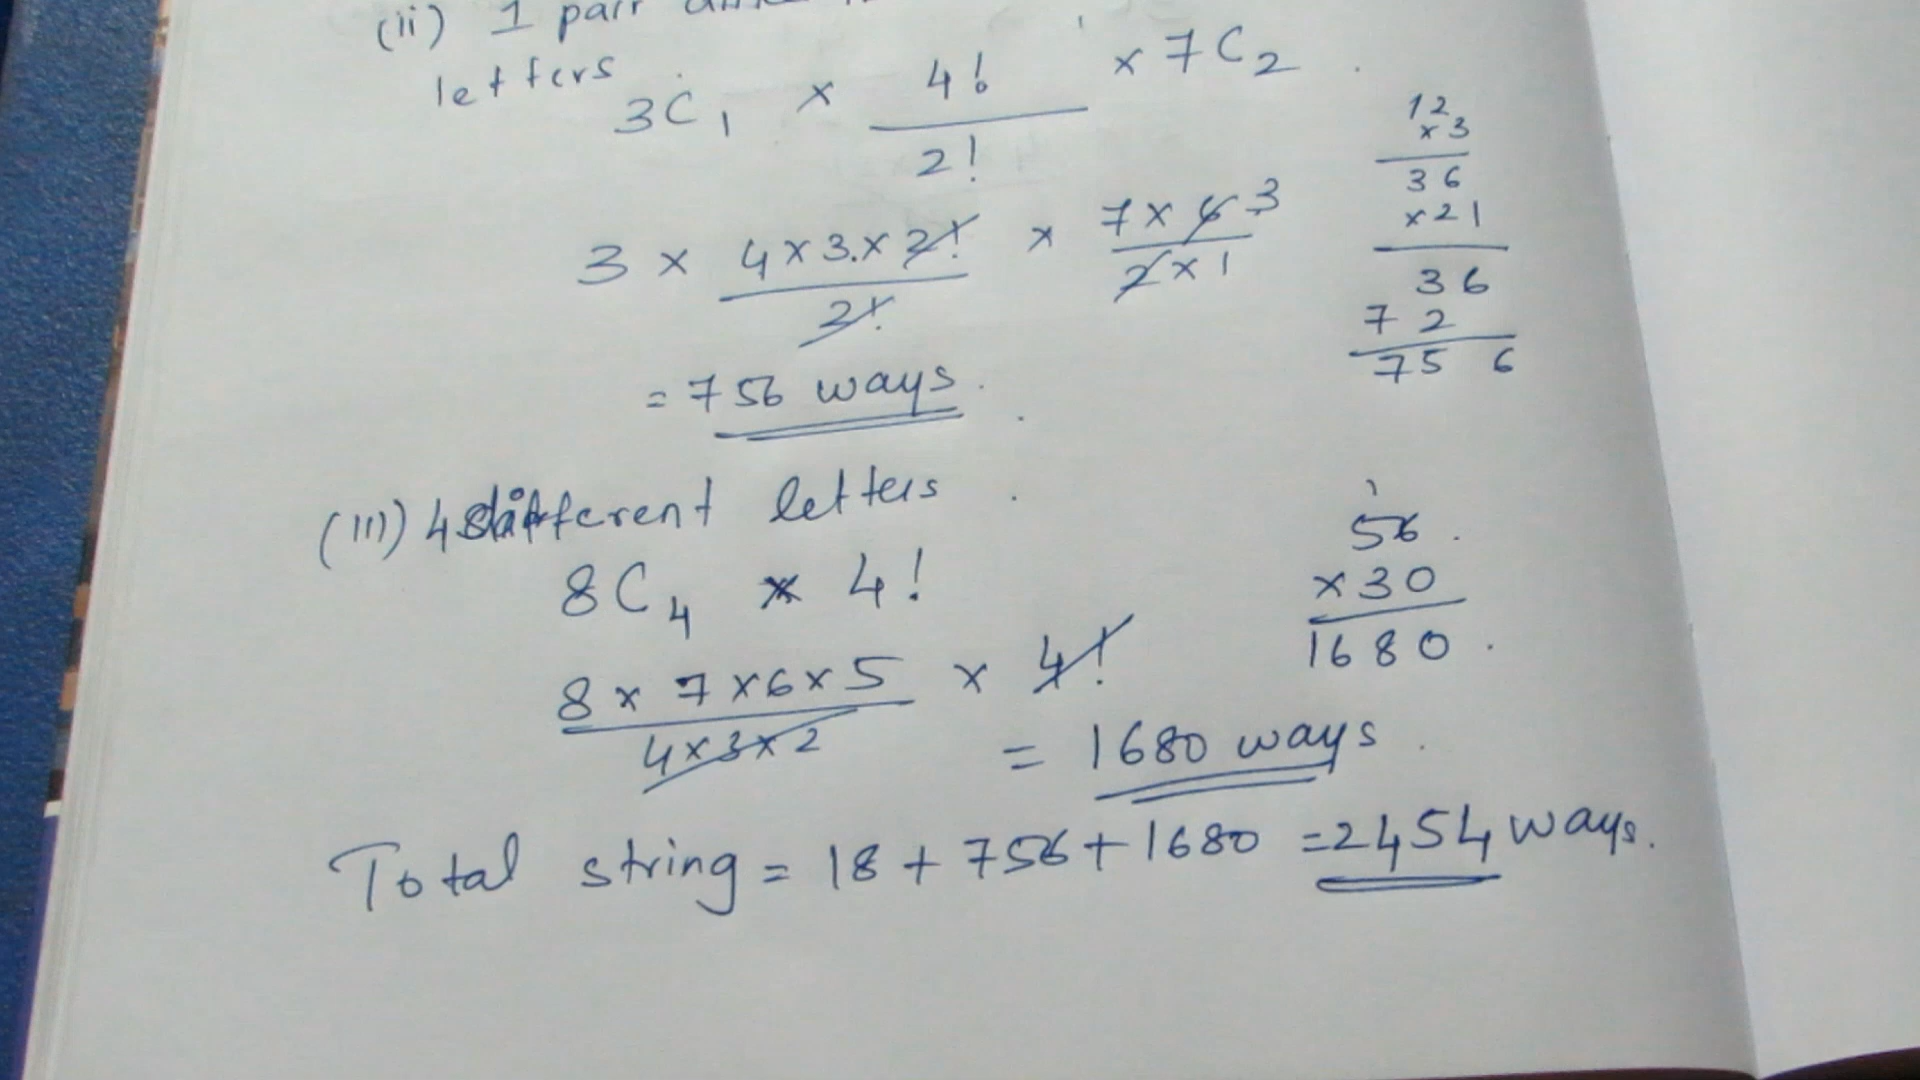 (ii) 1 pair
letters
3C1 × 4! / 2! × 7C2
3 × 4×3×2! / 2! × 7×6 3 / 2×1
= 756 ways.
12
×3
36
×21
36
72
756
(iii) 4 different letters
8C4 × 4!
8×7×6×5 / 4×3×2 × 4!
= 1680 ways.
56
×30
1680
Total string = 18 + 756 + 1680 = 2454 ways.